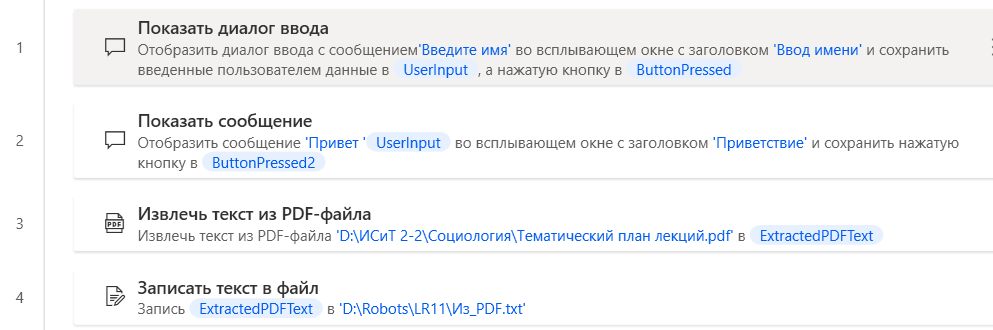 1
Показать диалог ввода
Отобразить диалог ввода с сообщением'Введите имя' во всплывающем окне с заголовком 'Ввод имени' и сохранить
введенные пользователем данные в UserInput , а нажатую кнопку в ButtonPressed
2
Показать сообщение
Отобразить сообщение 'Привет 'UserInput во всплывающем окне с заголовком 'Приветствие' и сохранить нажатую
кнопку в ButtonPressed2
3
PDF
Извлечь текст из PDF-файла
Извлечь текст из PDF-файла 'D:\ИСиТ 2-2\Социология\Тематический план лекций.pdf' в ExtractedPDFText
4
Записать текст в файл
Запись ExtractedPDFText в 'D:\Robots\LR11\Из_PDF.txt'